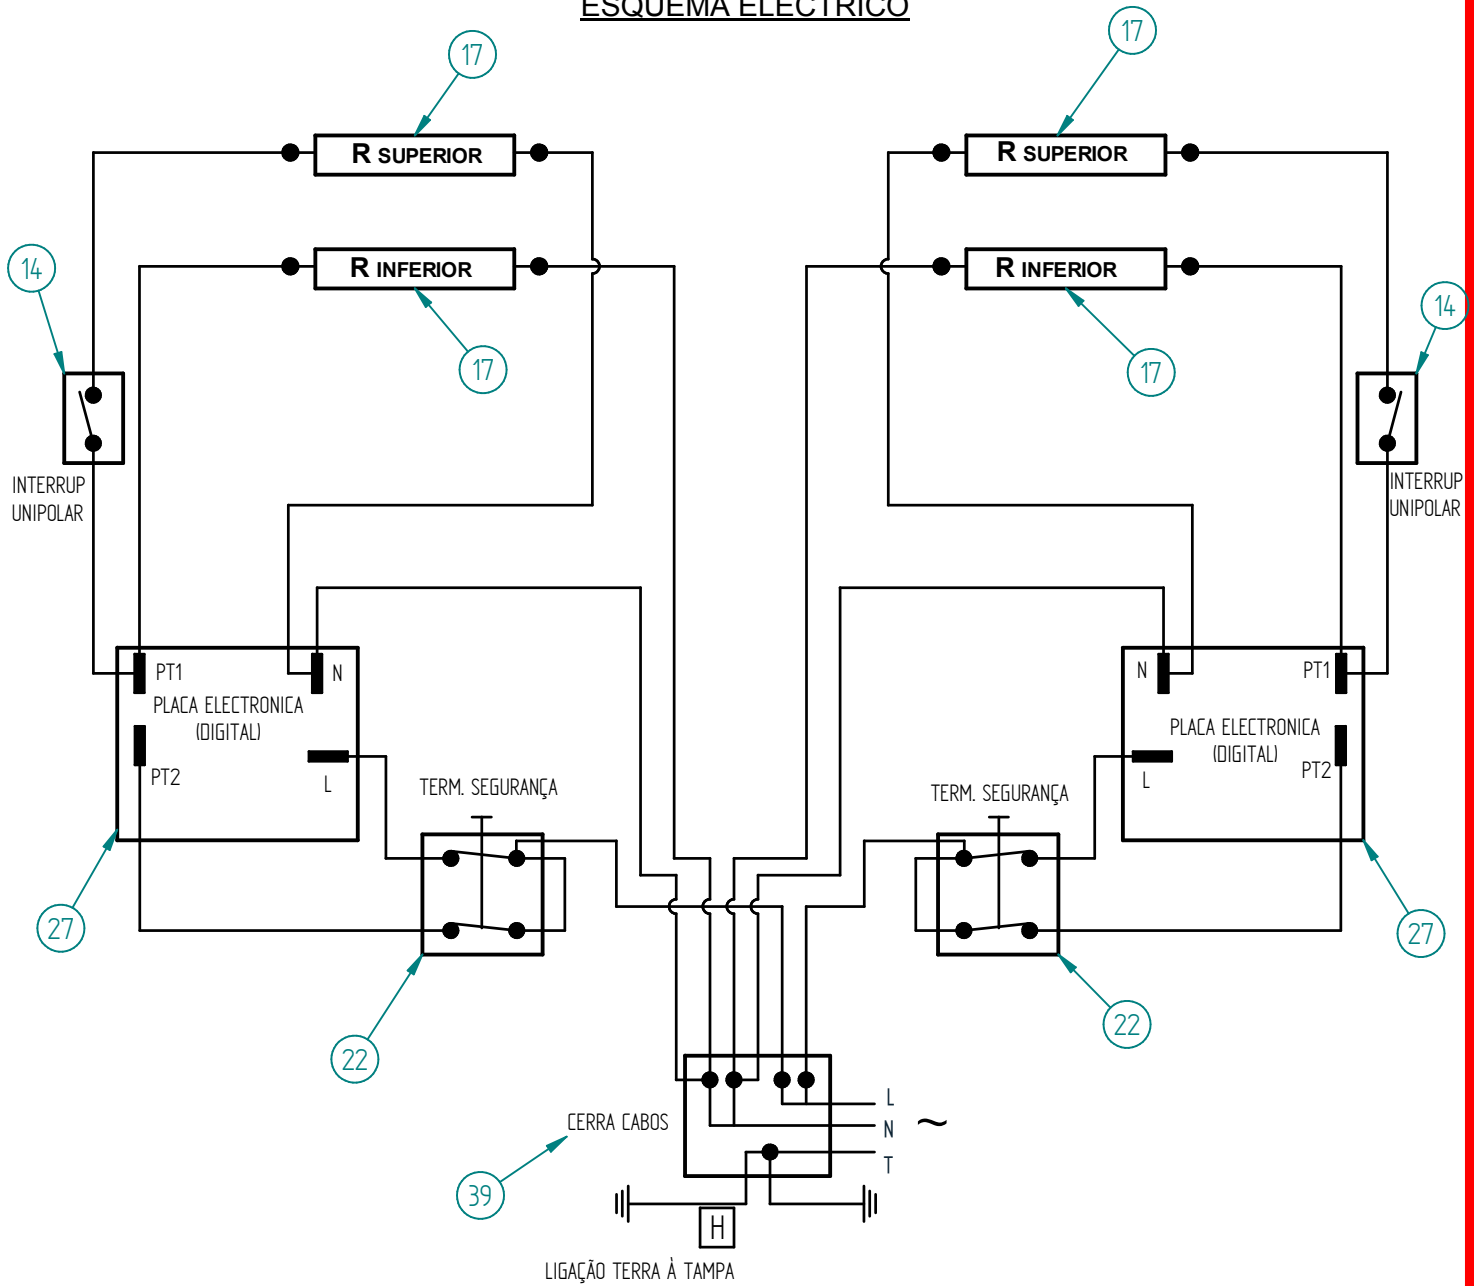 ESQUEMA ELÉCTRICO
17
17
R SUPERIOR
R SUPERIOR
14
R INFERIOR
R INFERIOR
14
17
17
INTERRUP
UNIPOLAR
INTERRUP
UNIPOLAR
PT1
N
PLACA ELECTRONICA
(DIGITAL)
PT2
L
N
PT1
PLACA ELECTRONICA
(DIGITAL)
PT2
L
TERM. SEGURANÇA
TERM. SEGURANÇA
27
27
22
22
CERRA CABOS
L
N
~
T
39
H
LIGAÇÃO TERRA À TAMPA